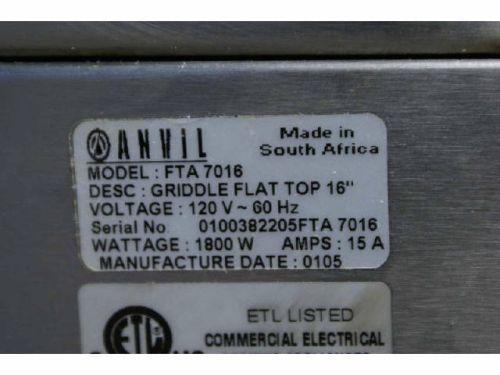 ANVIL
Made in
South Africa
MODEL : FTA 7016
DESC : GRIDDLE FLAT TOP 16"
VOLTAGE : 120 V ~ 60 Hz
Serial No: 0100382205FTA 7016
WATTAGE : 1800 W AMPS : 15 A
MANUFACTURE DATE : 0105
ETL LISTED
ETL
COMMERCIAL ELECTRICAL